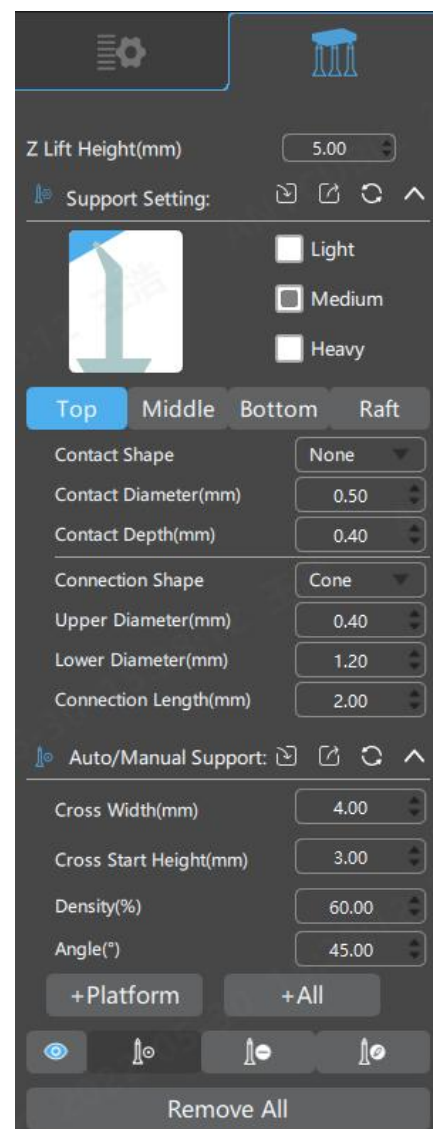 Z Lift Height(mm) 5.00
Support Setting:
Light
Medium
Heavy
Top Middle Bottom Raft
Contact Shape None
Contact Diameter(mm) 0.50
Contact Depth(mm) 0.40
Connection Shape Cone
Upper Diameter(mm) 0.40
Lower Diameter(mm) 1.20
Connection Length(mm) 2.00
Auto/Manual Support:
Cross Width(mm) 4.00
Cross Start Height(mm) 3.00
Density(%) 60.00
Angle(°) 45.00
+Platform +All
Remove All